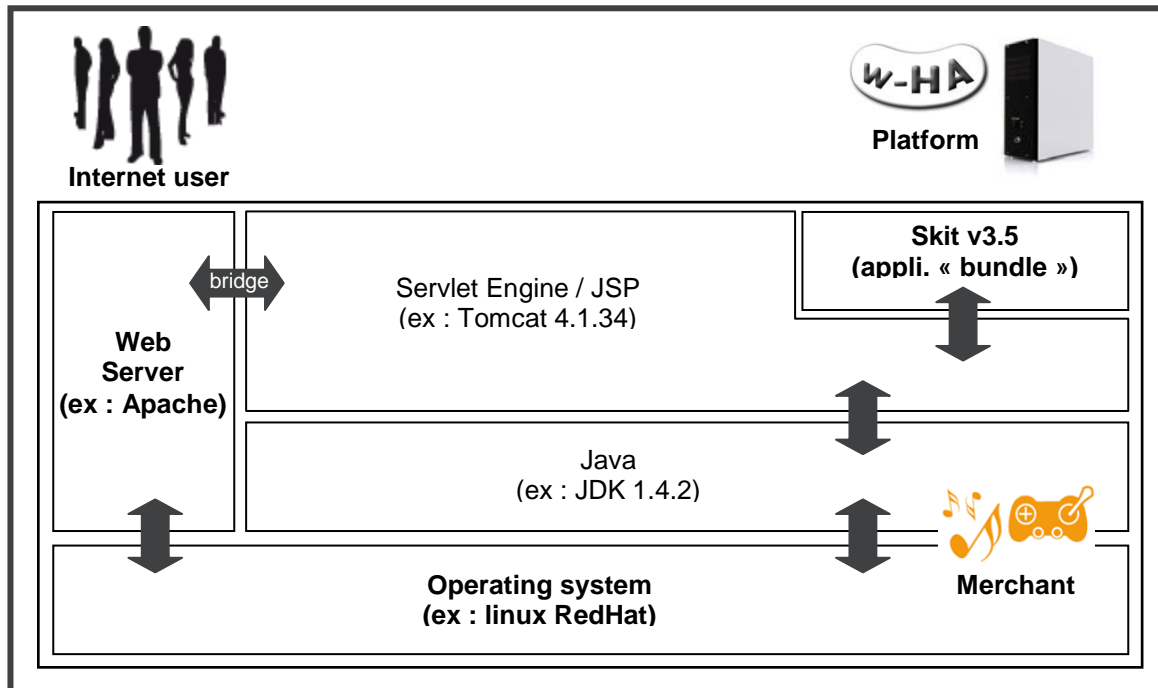 w-HA
Platform
Internet user
Skit v3.5
(appli. « bundle »)
bridge
Servlet Engine / JSP
(ex : Tomcat 4.1.34)
Web
Server
(ex : Apache)
Java
(ex : JDK 1.4.2)
Merchant
Operating system
(ex : linux RedHat)